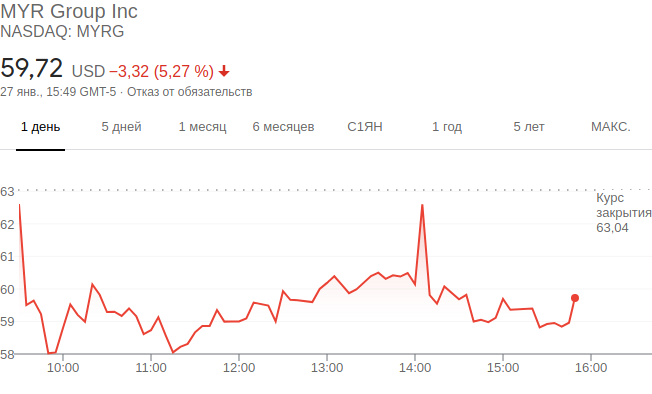 MYR Group Inc
NASDAQ: MYRG
59,72 USD −3,32 (5,27 %)
27 янв., 15:49 GMT-5 · Отказ от обязательств
1 день 5 дней 1 месяц 6 месяцев С1ЯН 1 год 5 лет МАКС.
63
Курс
закрытия
63,04
62
61
60
59
58
10:00 11:00 12:00 13:00 14:00 15:00 16:00